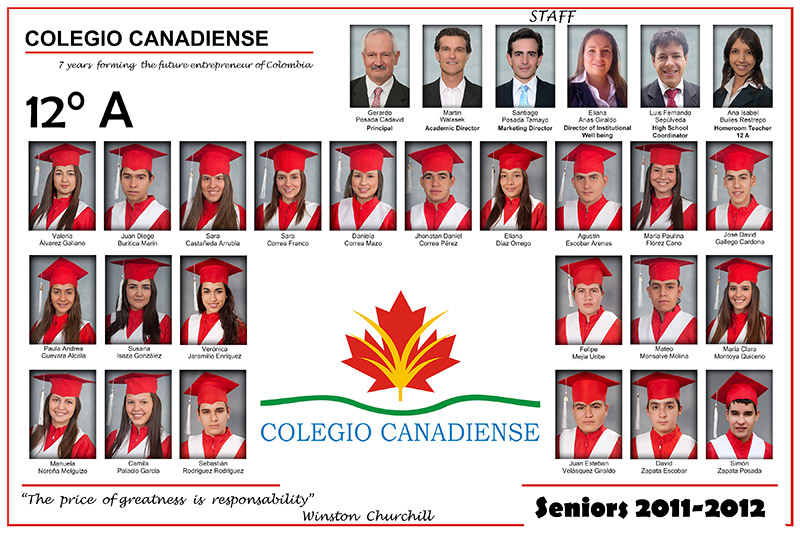 STAFF
COLEGIO CANADIENSE
7 years forming the future entrepreneur of Colombia
12º A
Gerardo
Posada Cadavid
Principal
Martin
Walasek
Academic Director
Santiago
Posada Tamayo
Marketing Director
Eliana
Arias Giraldo
Director of Institutional
Well being
Luis Fernando
Sepúlveda
High School
Coordinator
Ana Isabel
Builes Restrepo
Homeroom Teacher
12 A
Valeria
Álvarez Galiano
Juan Diego
Buriticá Marín
Sara
Castañeda Arrubla
Sara
Correa Franco
Daniela
Correa Mazo
Jhonatan Daniel
Correa Pérez
Eliana
Díaz Orrego
Agustín
Escobar Arenas
María Paulina
Flórez Cano
José David
Gallego Cardona
Paula Andrea
Guevara Alcala
Susana
Isaza González
Verónica
Jaramillo Enríquez
Felipe
Mejía Uribe
Mateo
Monsalve Molina
María Clara
Montoya Quiceno
Manuela
Noreña Melguizo
Camila
Palacio García
Sebastián
Rodríguez Rodríguez
COLEGIO CANADIENSE
Juan Esteban
Velásquez Giraldo
David
Zapata Escobar
Simón
Zapata Posada
"The price of greatness is responsability"
Winston Churchill
Seniors 2011-2012